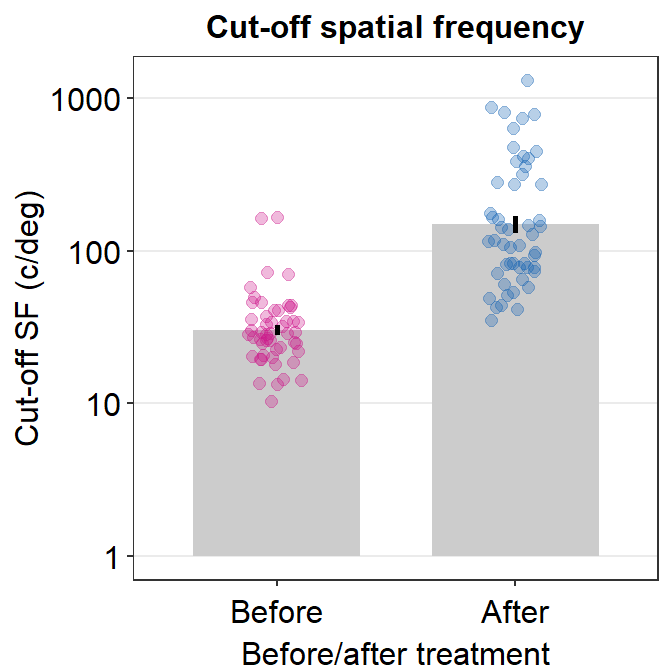 Cut-off spatial frequency
Cut-off SF (c/deg)
1000
100
10
1
Before After
Before/after treatment